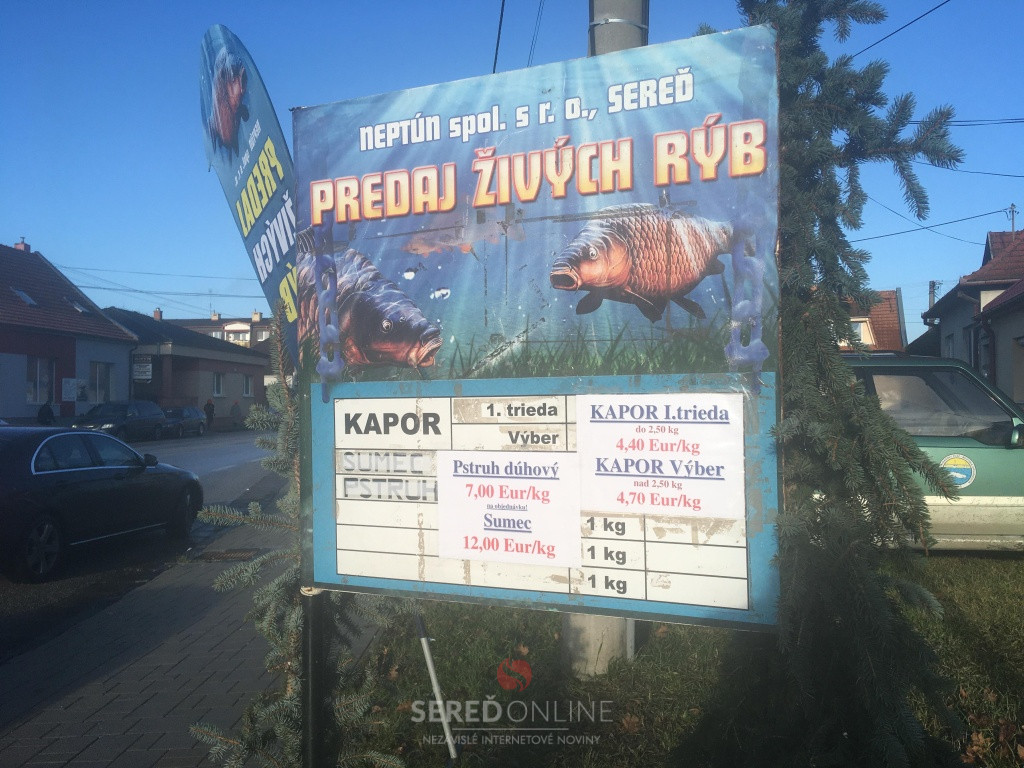 NEPTÚN spol. s r. o., SEREĎ
PREDAJ ŽIVÝCH RÝB
PREDAJ
ŽIVÝCH
KAPOR
1. trieda
Výber
SUMEC
PSTRUH
Pstruh dúhový
7,00 Eur/kg
na objednávku!
Sumec
12,00 Eur/kg
KAPOR I.trieda
do 2,50 kg
4,40 Eur/kg
KAPOR Výber
nad 2,50 kg
4,70 Eur/kg
1 kg
1 kg
1 kg
SEREĎONLINE
NEZÁVISLÉ INTERNETOVÉ NOVINY